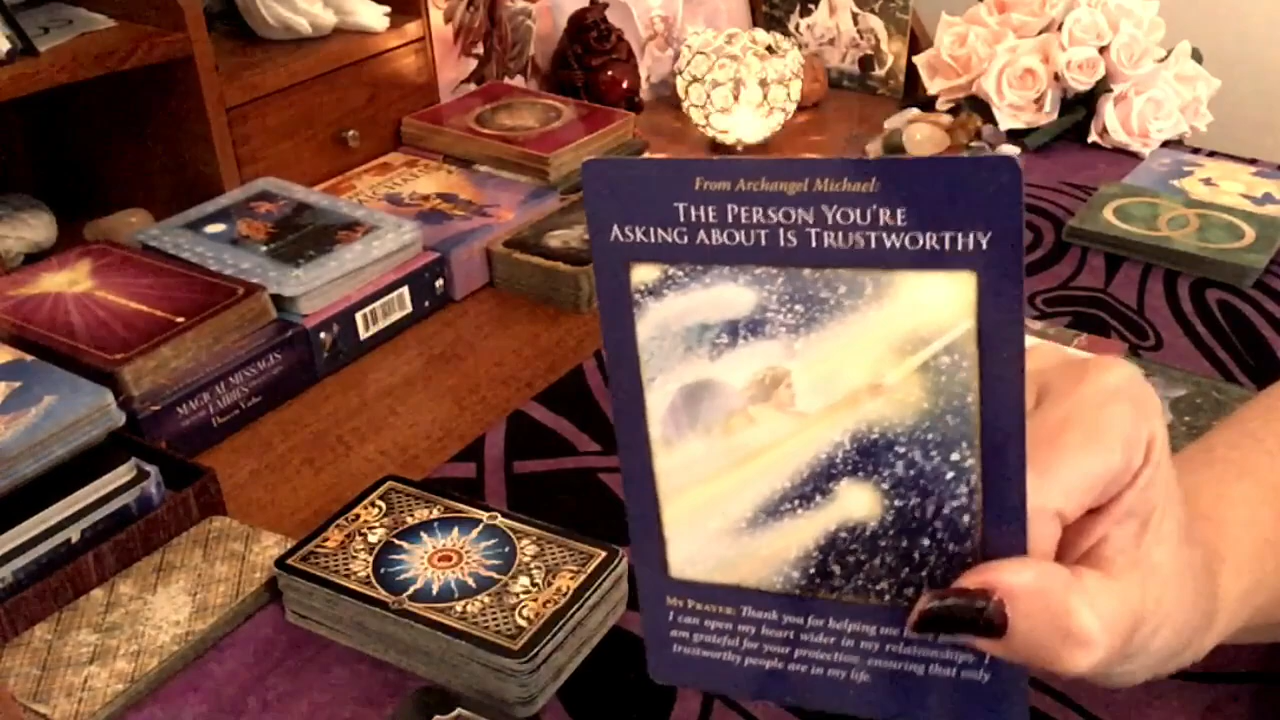 From Archangel Michael:
THE PERSON YOU'RE
ASKING ABOUT IS TRUSTWORTHY
MY PRAYER: Thank you for helping me
I can open my heart wider in my relationships. I
am grateful for your protection, ensuring that only
trustworthy people are in my life.
MAGICAL MESSAGES
FAIRIES
Doreen Virtue